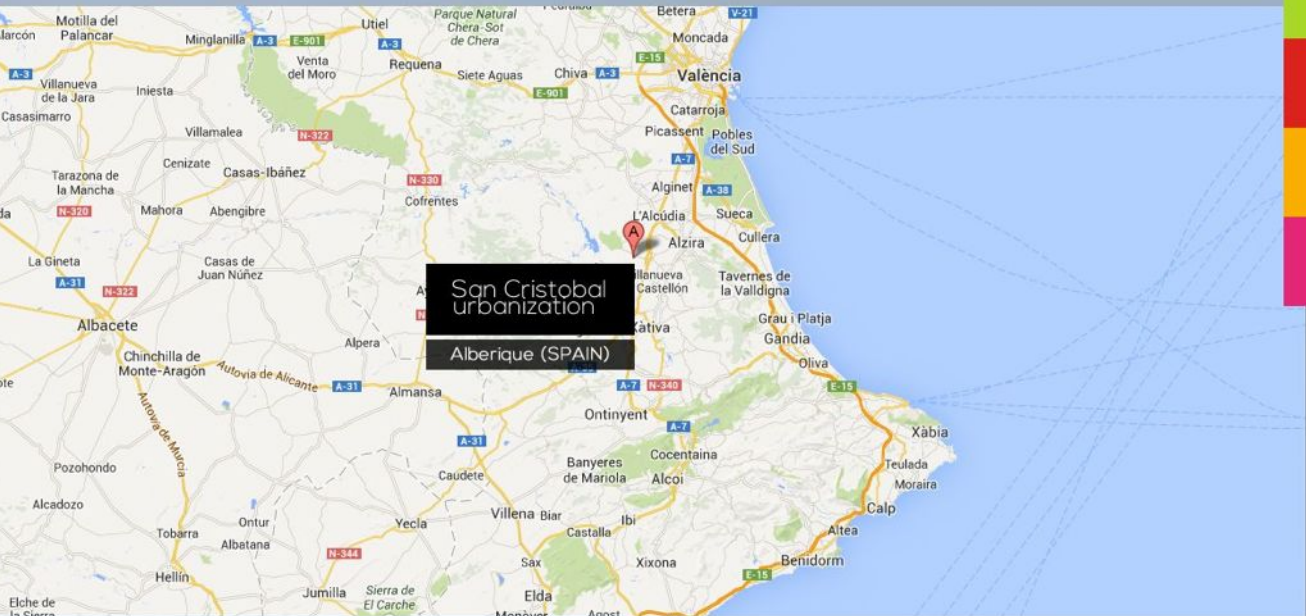 Motilla del
Palancar
Minglanilla
A-3
E-901
Utiel
A-3
Parque Natural
Chera-Sot
de Chera
Betera
V-21
Moncada
E-15
València
Venta
del Moro
Requena
Siete Aguas
Chiva
A-3
E-901
A-3
Villanueva
de la Jara
Iniesta
Casasimarro
Catarroja
Villamalea
N-322
Picassent
Pobles
del Sud
A-7
Cenizate
Casas-Ibáñez
Tarazona de
la Mancha
N-330
Cofrentes
Alginet
A-38
N-320
Mahora
Abengibre
L'Alcúdia
Sueca
A
Alzira
Cullera
La Gineta
A-31
N-322
Casas de
Juan Núñez
San Cristobal
urbanization
Castellón
Tavernes de
la Valldigna
Albacete
Grau i Platja
Gandia
Alpera
Alberique (SPAIN)
Chinchilla de
Monte-Aragón
Autovía de Alicante
A-31
Almansa
Oliva
A-7
N-340
E-15
Autovía de Murcia
Ontinyent
A-7
Xàbia
A-31
Pozohondo
Caudete
Banyeres
de Mariola
Cocentaina
Alcoi
Teulada
Moraira
Alcadozo
Tobarra
Ontur
Albatana
Yecla
Villena
Biar
Ibi
Castalla
Calp
Altea
N-344
Hellín
Sax
Xixona
Benidorm
E-15
Jumilla
Sierra de
El Carche
Elda
Elche de